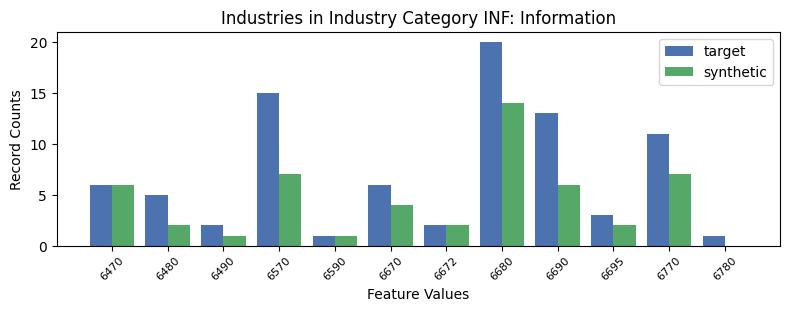 Industries in Industry Category INF: Information
target
synthetic
Record Counts
20
15
10
5
0
6470 6480 6490 6570 6590 6670 6672 6680 6690 6695 6770 6780
Feature Values